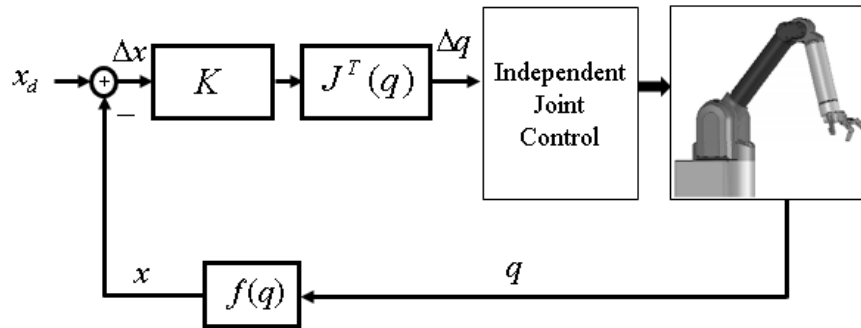 x_d
+
−
Δx
K
J^T(q)
Δq
Independent
Joint
Control
x
f(q)
q